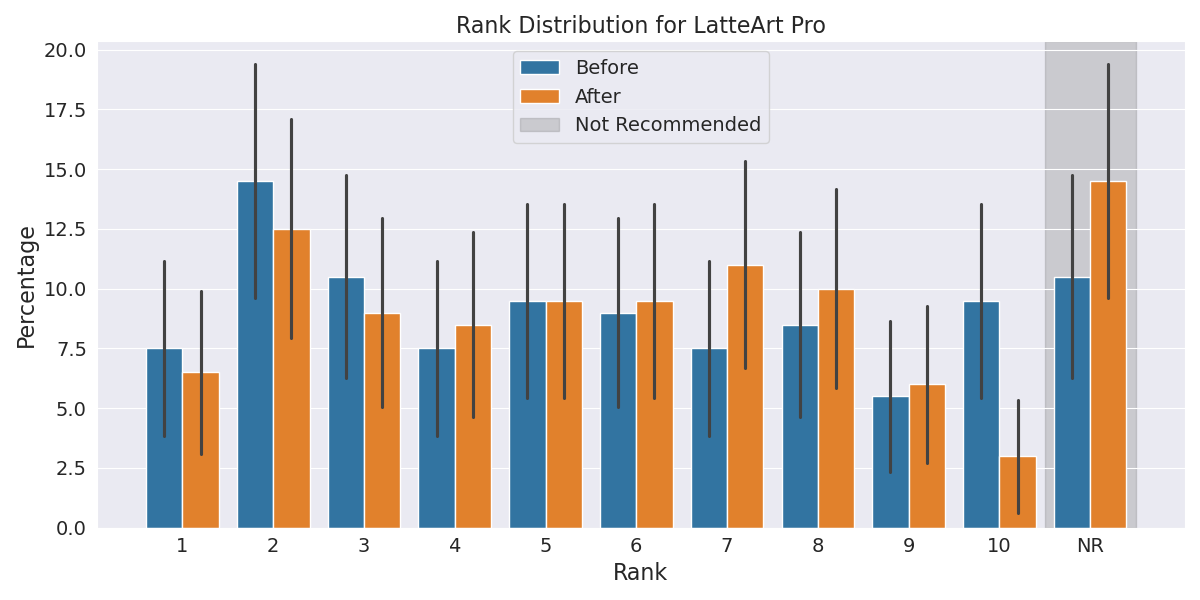 Rank Distribution for LatteArt Pro
Before
After
Not Recommended
Percentage
20.0
17.5
15.0
12.5
10.0
7.5
5.0
2.5
0.0
1 2 3 4 5 6 7 8 9 10 NR
Rank